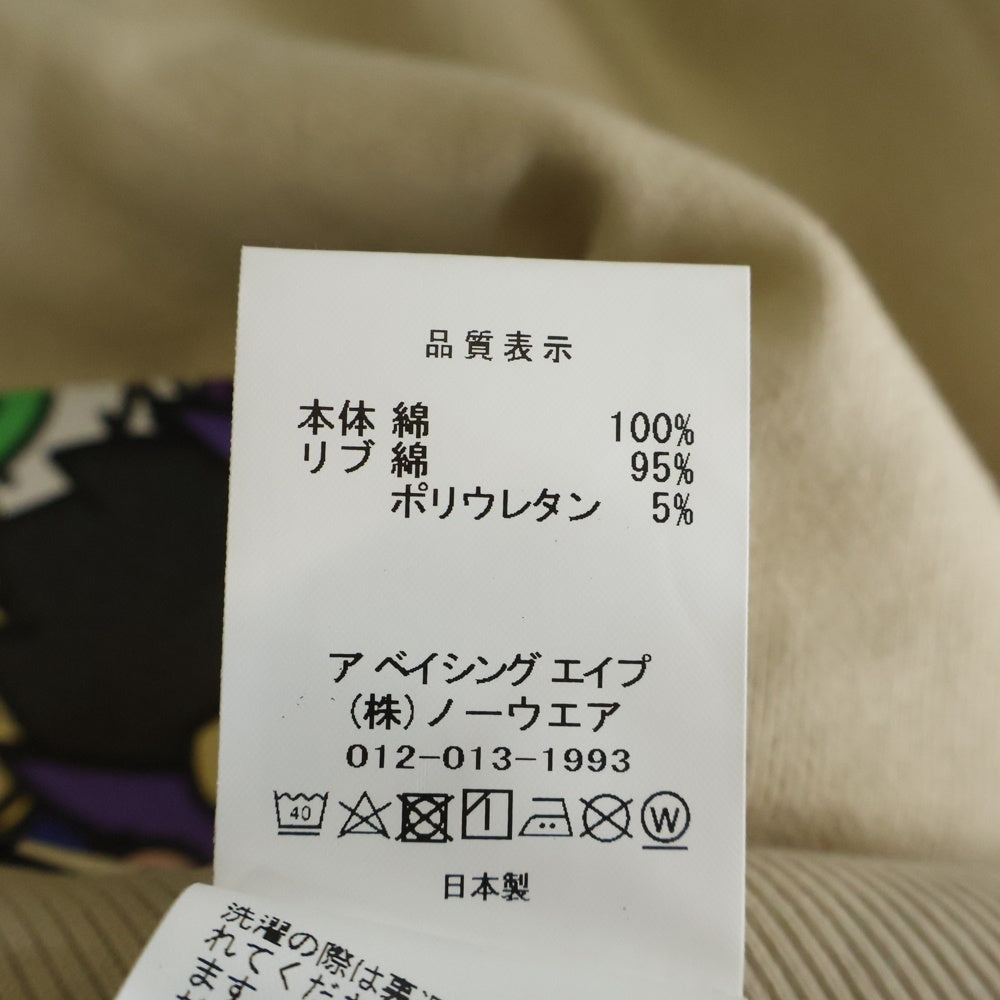 品質表示
本体 綿 100%
リブ 綿 95%
ポリウレタン 5%
ア ベイシング エイプ
(株)ノーウエア
012-013-1993
40
W
日本製
洗濯の際は裏
れてくだ
ます